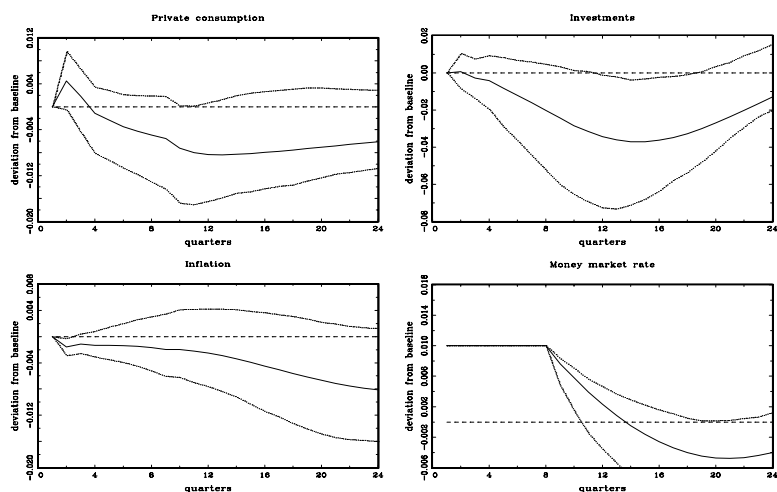 Private consumption
deviation from baseline
0.012
0.004
−0.004
−0.012
−0.020
0 4 8 12 16 20 24
quarters
Investments
deviation from baseline
0.02
0.00
−0.02
−0.04
−0.06
−0.08
0 4 8 12 16 20 24
quarters
Inflation
deviation from baseline
0.008
0.004
−0.004
−0.012
−0.020
0 4 8 12 16 20 24
quarters
Money market rate
deviation from baseline
0.018
0.014
0.010
0.006
0.002
−0.002
−0.006
0 4 8 12 16 20 24
quarters